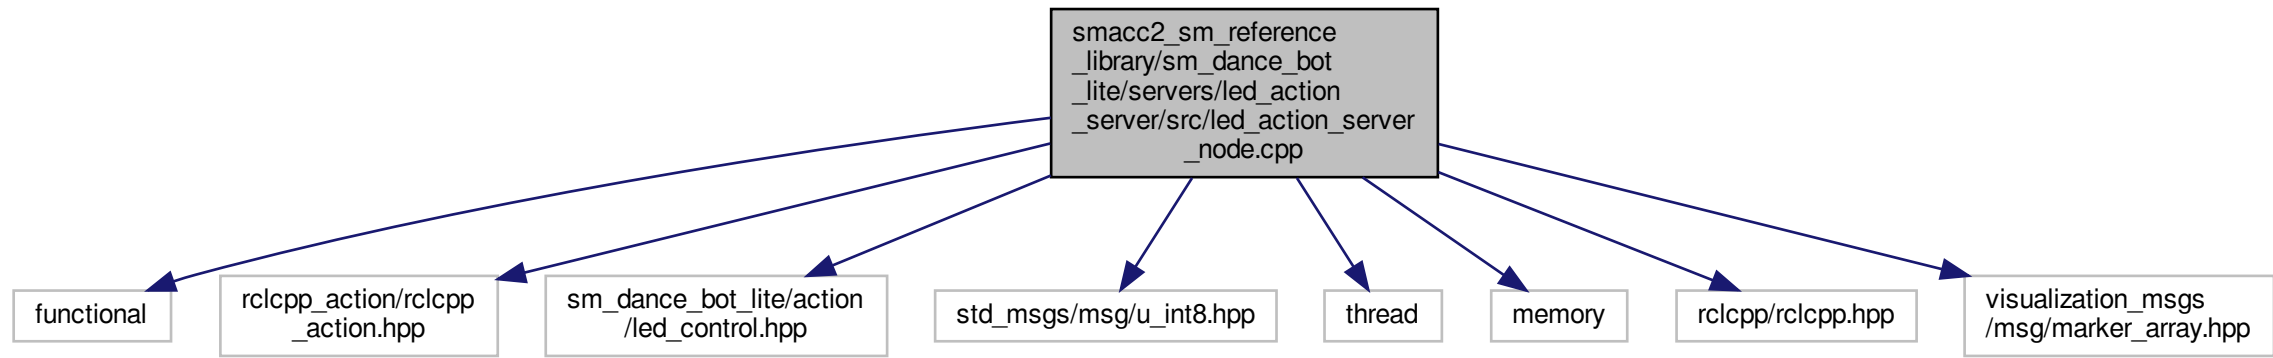 smacc2_sm_reference
_library/sm_dance_bot
_lite/servers/led_action
_server/src/led_action_server
_node.cpp
functional
rclcpp_action/rclcpp
_action.hpp
sm_dance_bot_lite/action
/led_control.hpp
std_msgs/msg/u_int8.hpp
thread
memory
rclcpp/rclcpp.hpp
visualization_msgs
/msg/marker_array.hpp